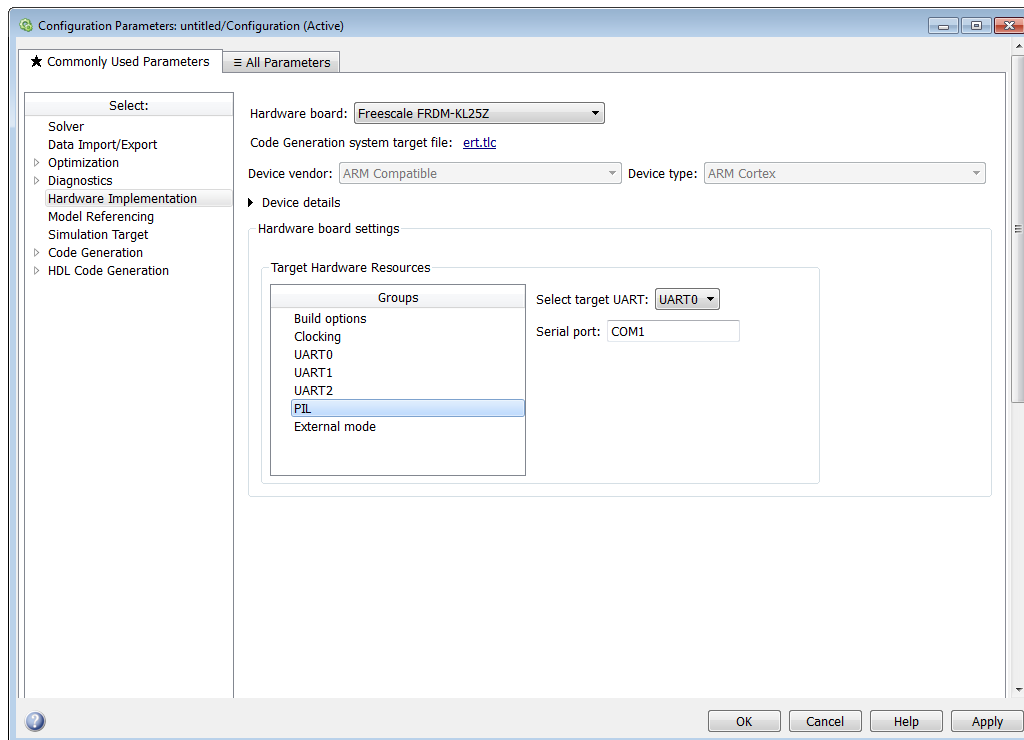 Configuration Parameters: untitled/Configuration (Active)
★ Commonly Used Parameters
≡ All Parameters
Select:
Solver
Data Import/Export
Optimization
Diagnostics
Hardware Implementation
Model Referencing
Simulation Target
Code Generation
HDL Code Generation
Hardware board: Freescale FRDM-KL25Z
Code Generation system target file: ert.tlc
Device vendor: ARM Compatible Device type: ARM Cortex
Device details
Hardware board settings
Target Hardware Resources
Groups
Build options
Clocking
UART0
UART1
UART2
PIL
External mode
Select target UART: UART0
Serial port: COM1
OK Cancel Help Apply